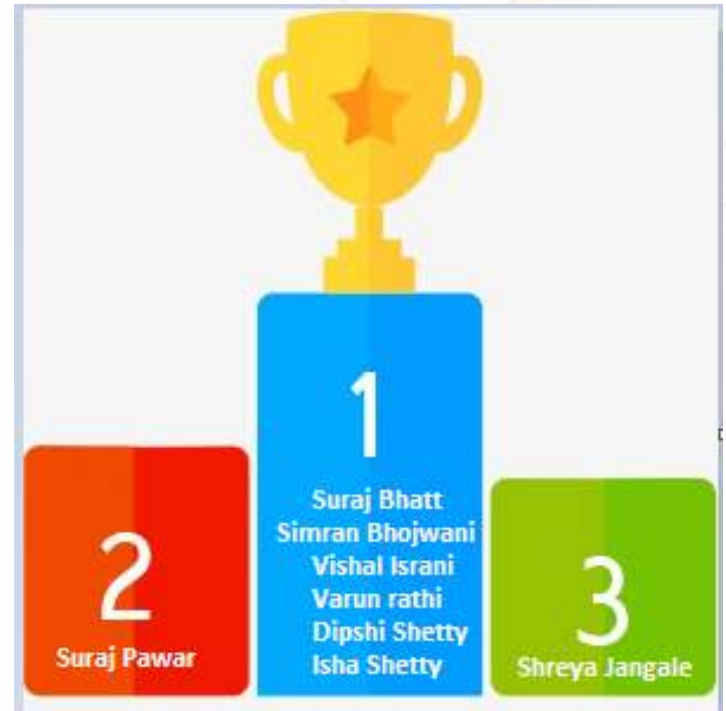 1
Suraj Bhatt
Simran Bhojwani
Vishal Israni
Varun rathi
Dipshi Shetty
Isha Shetty
2
Suraj Pawar
3
Shreya Jangale